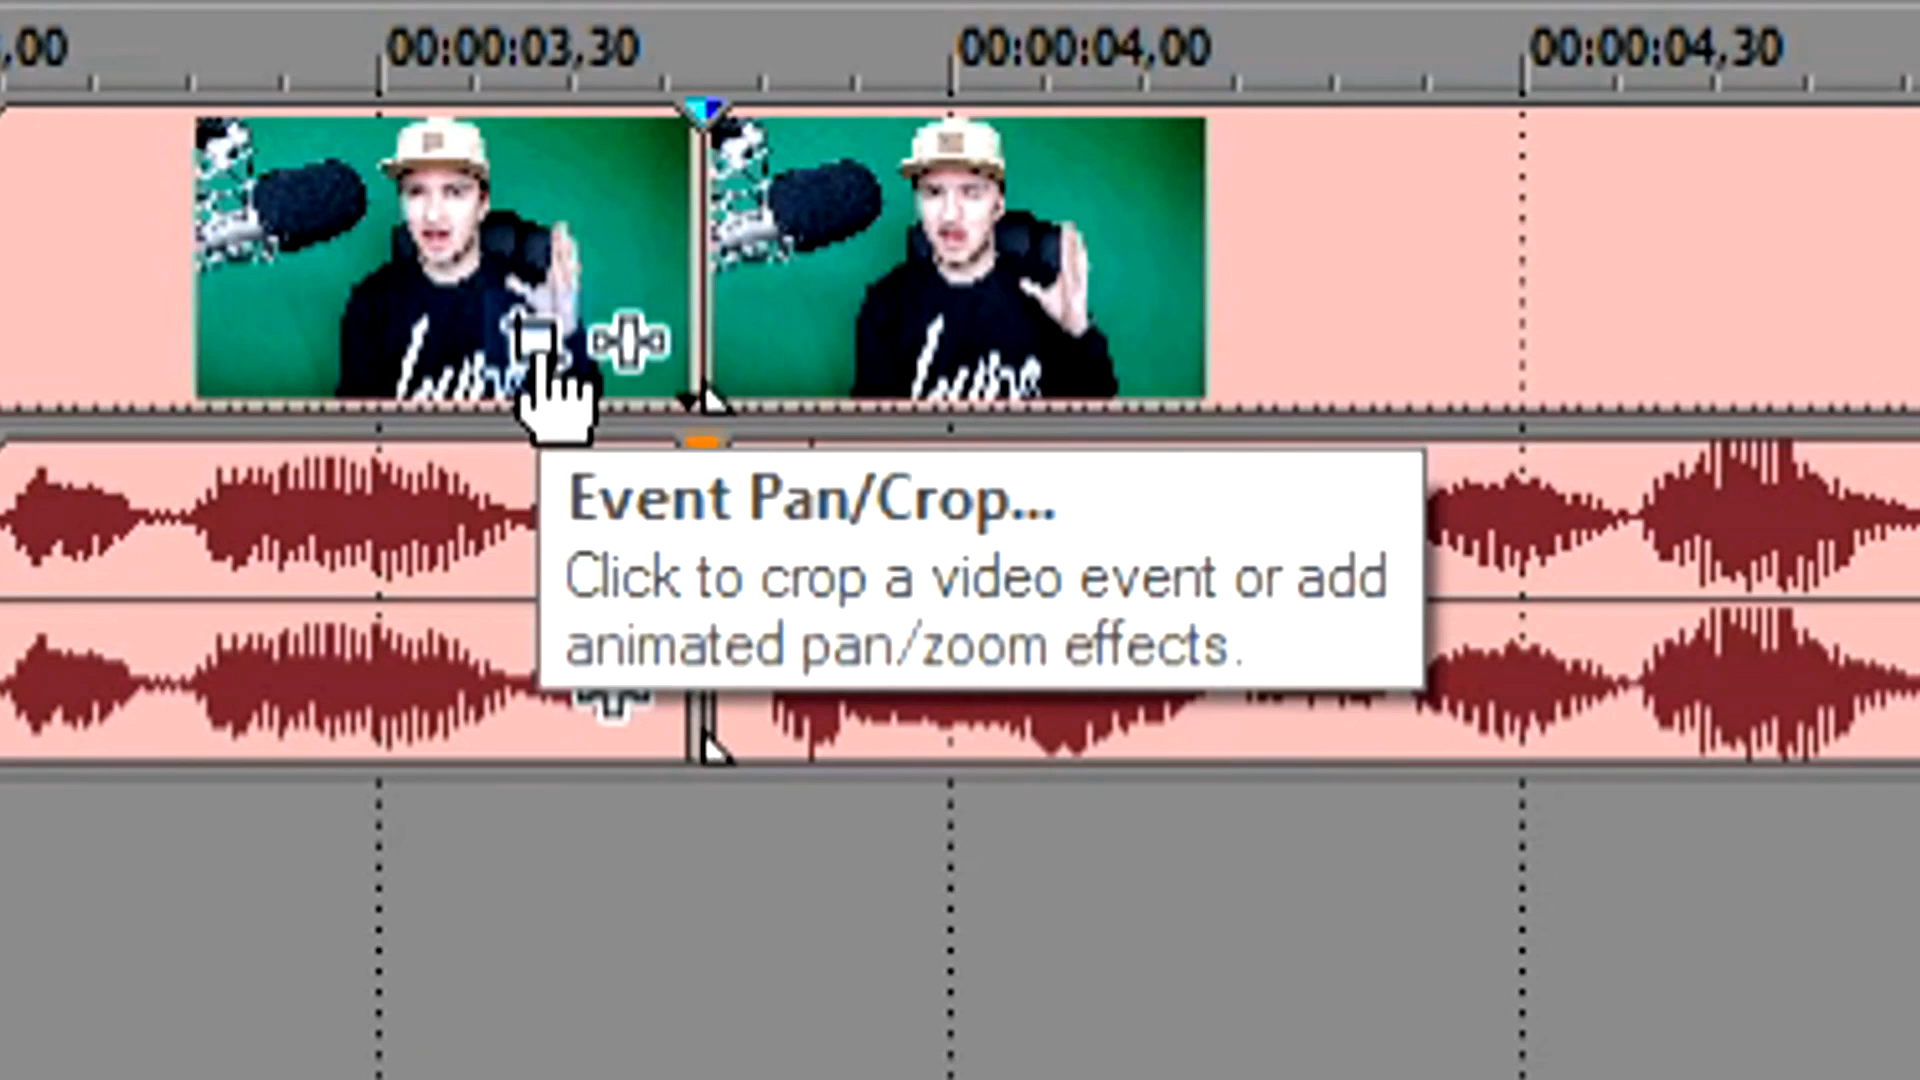 ,00 00:00:03,30 00:00:04,00 00:00:04,30
Event Pan/Crop...
Click to crop a video event or add
animated pan/zoom effects.